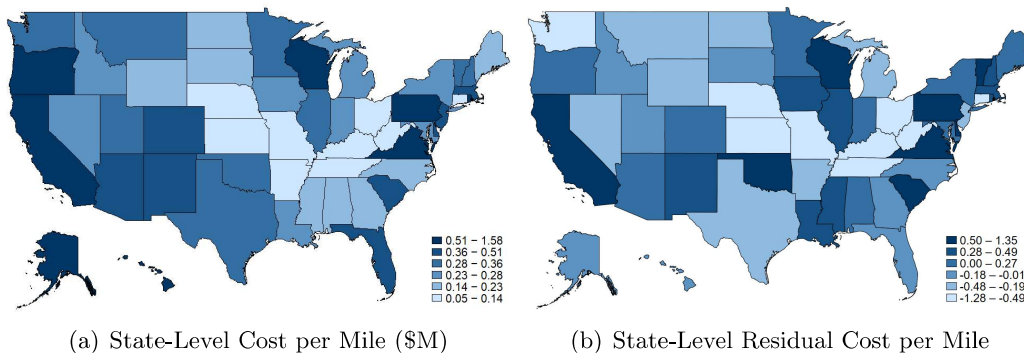 0.51 − 1.58
0.36 − 0.51
0.28 − 0.36
0.23 − 0.28
0.14 − 0.23
0.05 − 0.14
0.50 − 1.35
0.28 − 0.49
0.00 − 0.27
-0.18 − -0.01
-0.48 − -0.19
-1.28 − -0.49
(a) State-Level Cost per Mile ($M)
(b) State-Level Residual Cost per Mile